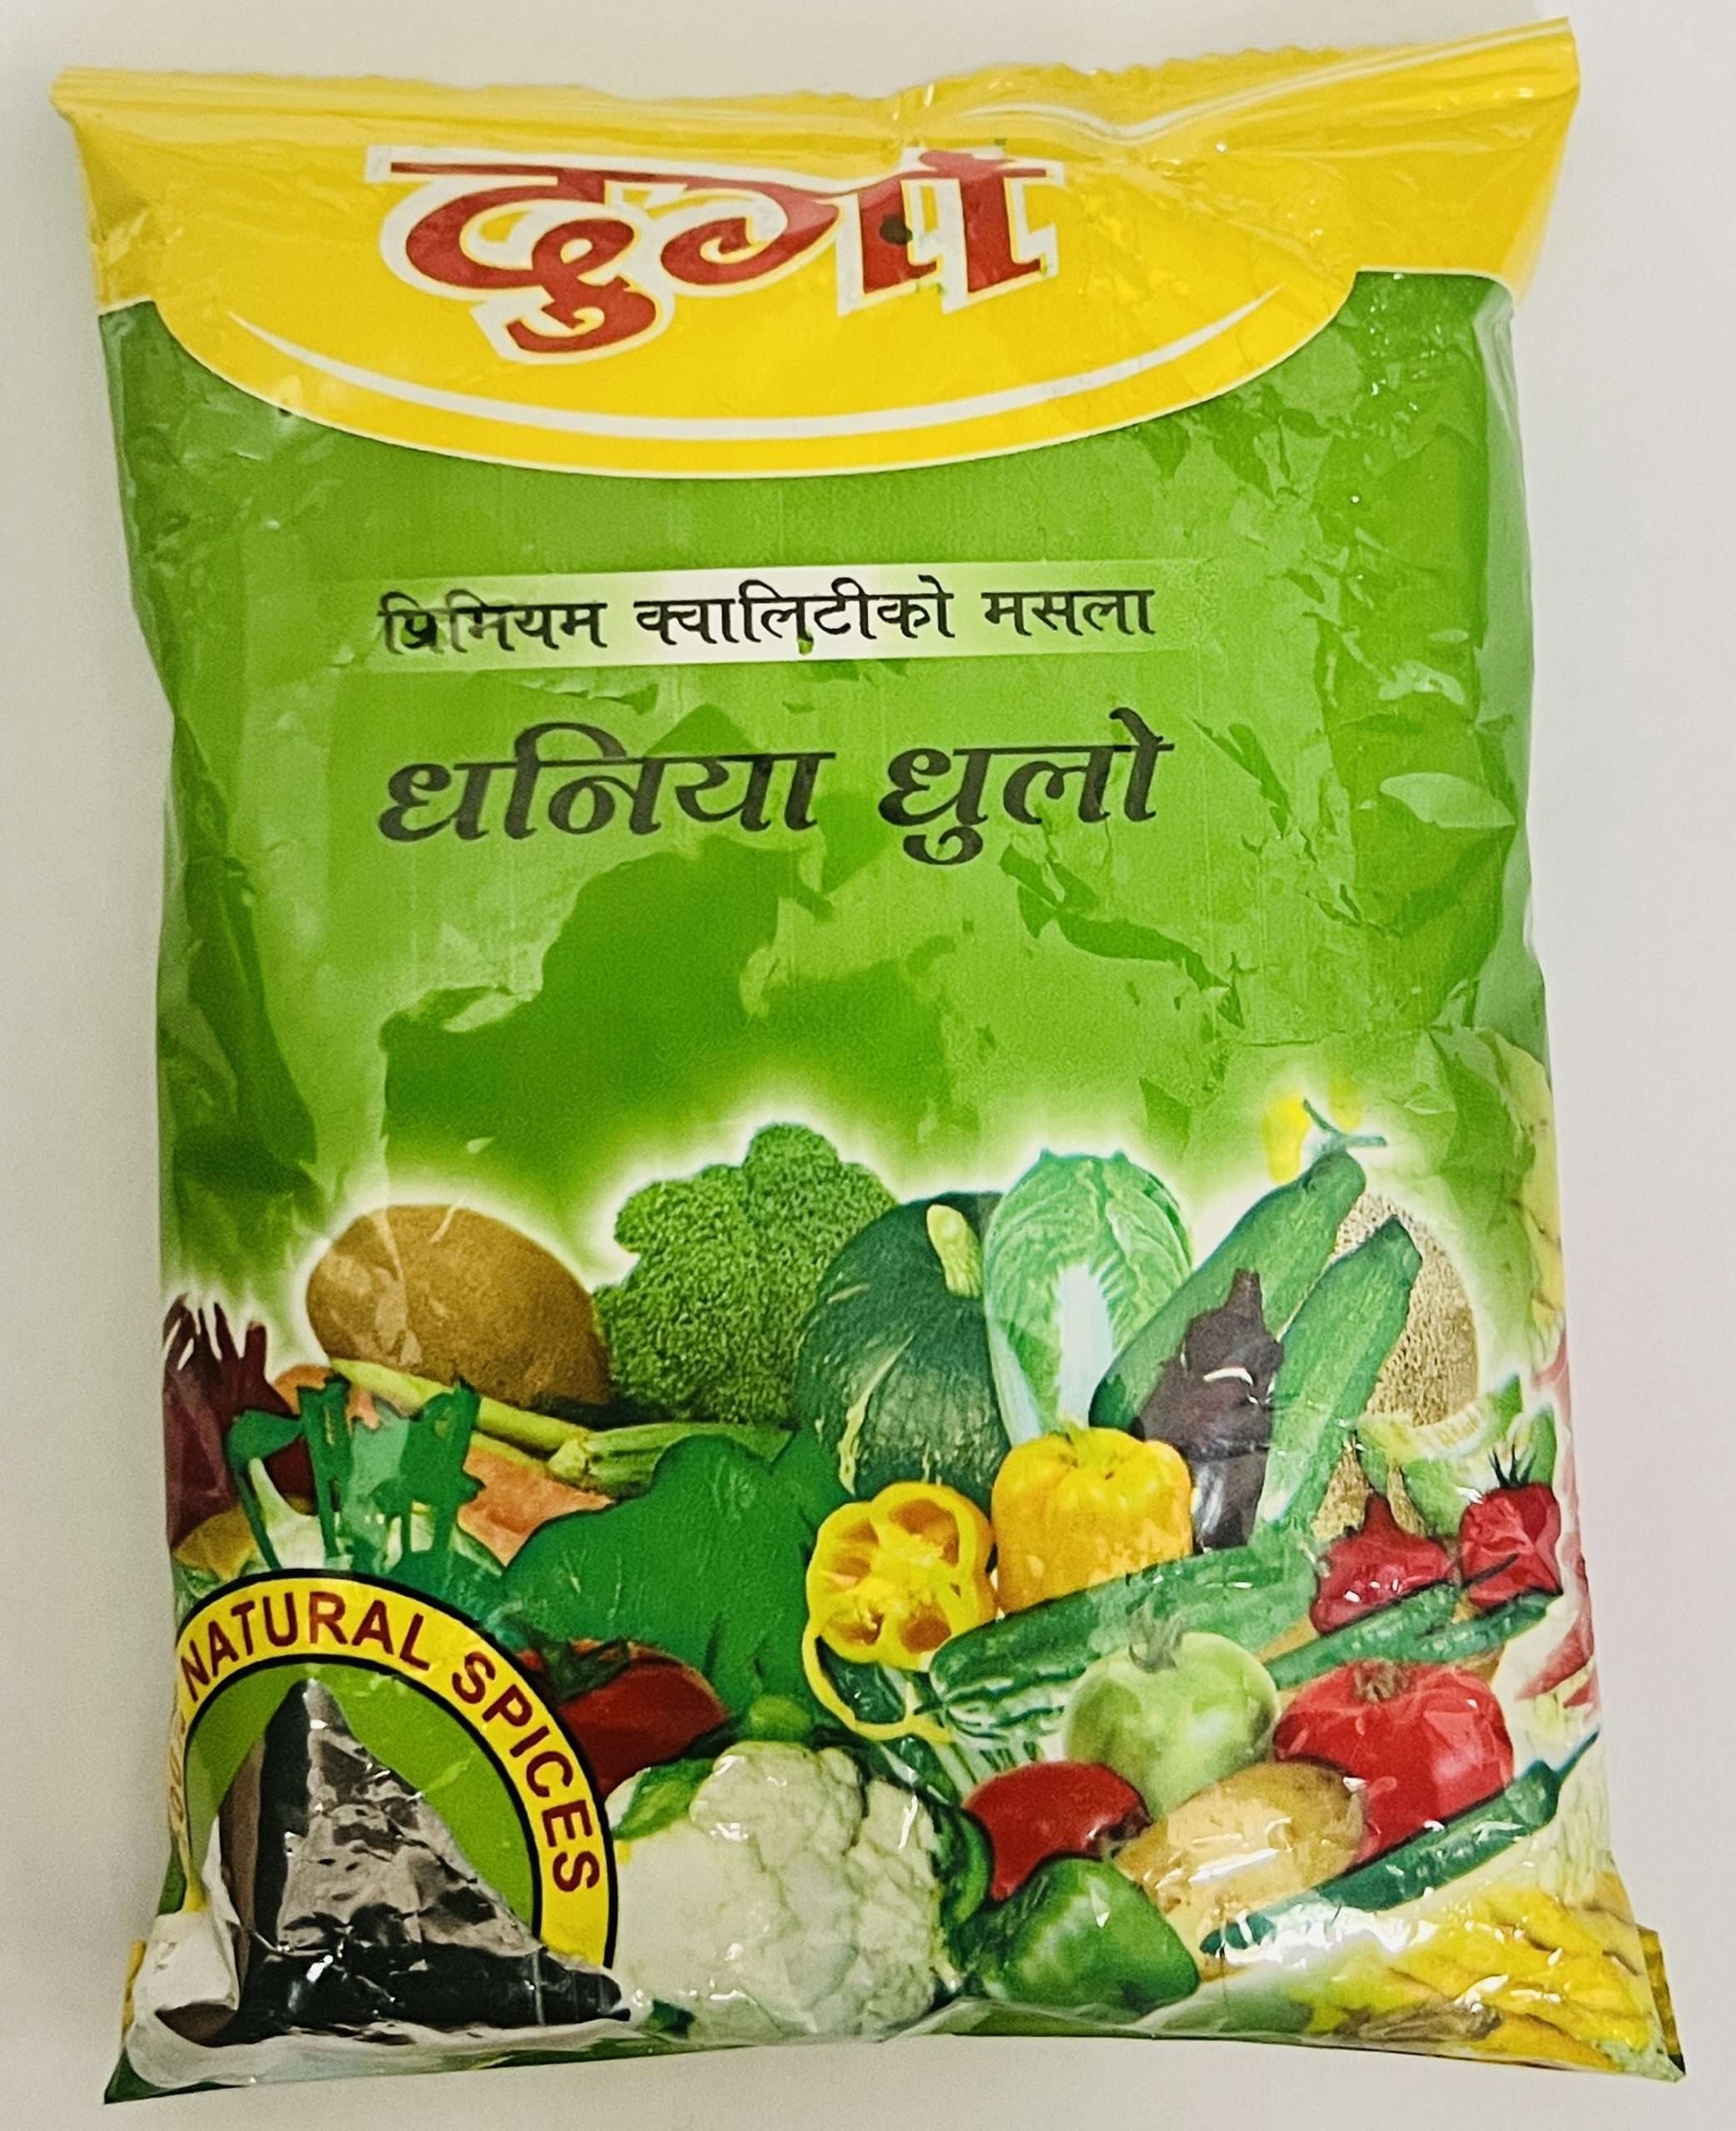 दुर्गा
प्रिमियम क्वालिटीको मसला
धनिया धुलो
NATURAL SPICES